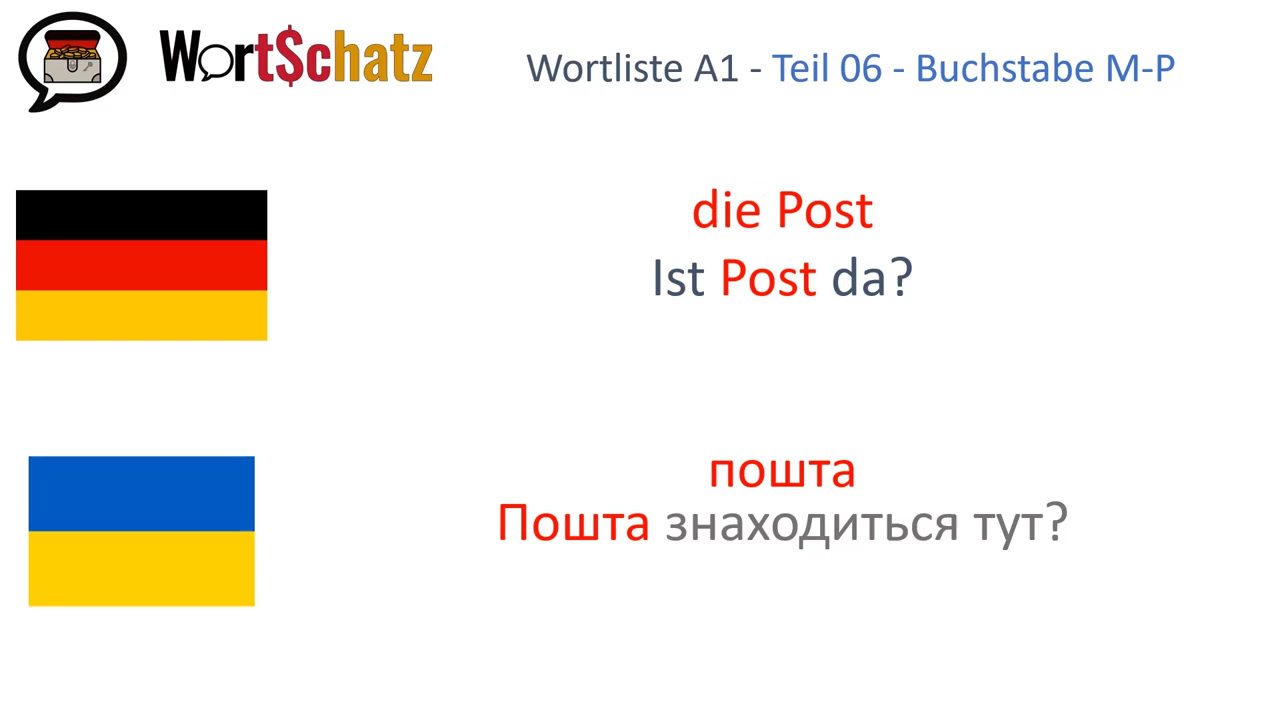 Wort$chatz
Wortliste A1 - Teil 06 - Buchstabe M-P
die Post
Ist Post da?
пошта
Пошта знаходиться тут?